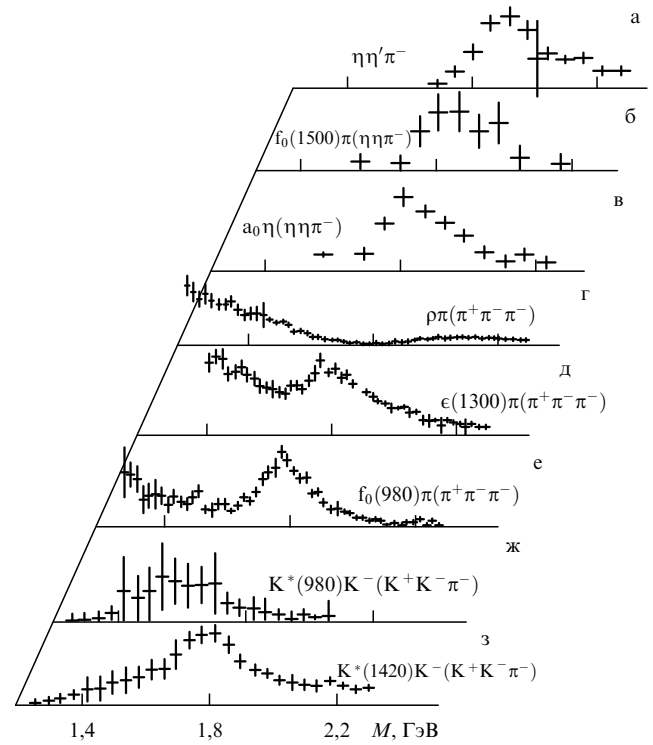 а
ηη′π⁻
б
f₀(1500)π(ηηπ⁻)
в
a₀η(ηηπ⁻)
г
ρπ(π⁺π⁻π⁻)
д
ϵ(1300)π(π⁺π⁻π⁻)
е
f₀(980)π(π⁺π⁻π⁻)
ж
K*(980)K⁻(K⁺K⁻π⁻)
з
K*(1420)K⁻(K⁺K⁻π⁻)
1,4 1,8 2,2 M, ГэВ